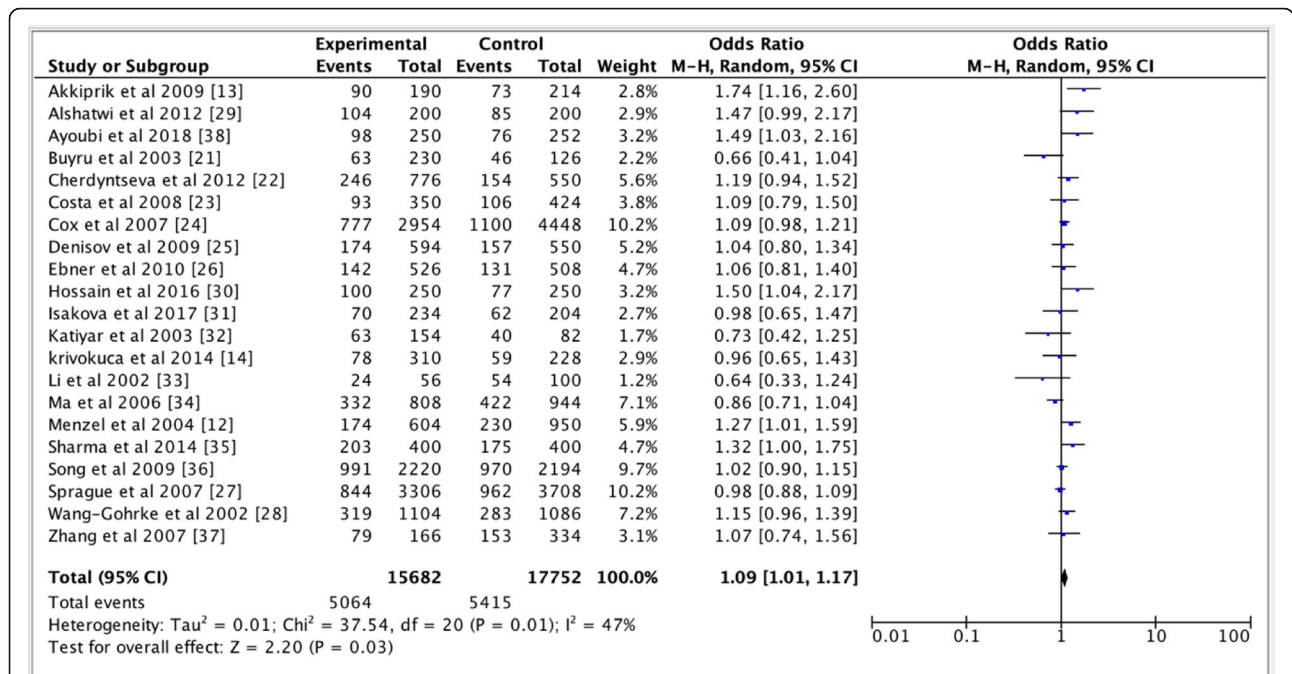 Experimental Control Odds Ratio Odds Ratio
Study or Subgroup Events Total Events Total Weight M-H, Random, 95% CI M-H, Random, 95% CI
Akkiprik et al 2009 [13] 90 190 73 214 2.8% 1.74 [1.16, 2.60]
Alshatwi et al 2012 [29] 104 200 85 200 2.9% 1.47 [0.99, 2.17]
Ayoubi et al 2018 [38] 98 250 76 252 3.2% 1.49 [1.03, 2.16]
Buyru et al 2003 [21] 63 230 46 126 2.2% 0.66 [0.41, 1.04]
Cherdyntseva et al 2012 [22] 246 776 154 550 5.6% 1.19 [0.94, 1.52]
Costa et al 2008 [23] 93 350 106 424 3.8% 1.09 [0.79, 1.50]
Cox et al 2007 [24] 777 2954 1100 4448 10.2% 1.09 [0.98, 1.21]
Denisov et al 2009 [25] 174 594 157 550 5.2% 1.04 [0.80, 1.34]
Ebner et al 2010 [26] 142 526 131 508 4.7% 1.06 [0.81, 1.40]
Hossain et al 2016 [30] 100 250 77 250 3.2% 1.50 [1.04, 2.17]
Isakova et al 2017 [31] 70 234 62 204 2.7% 0.98 [0.65, 1.47]
Katiyar et al 2003 [32] 63 154 40 82 1.7% 0.73 [0.42, 1.25]
krivokuca et al 2014 [14] 78 310 59 228 2.9% 0.96 [0.65, 1.43]
Li et al 2002 [33] 24 56 54 100 1.2% 0.64 [0.33, 1.24]
Ma et al 2006 [34] 332 808 422 944 7.1% 0.86 [0.71, 1.04]
Menzel et al 2004 [12] 174 604 230 950 5.9% 1.27 [1.01, 1.59]
Sharma et al 2014 [35] 203 400 175 400 4.7% 1.32 [1.00, 1.75]
Song et al 2009 [36] 991 2220 970 2194 9.7% 1.02 [0.90, 1.15]
Sprague et al 2007 [27] 844 3306 962 3708 10.2% 0.98 [0.88, 1.09]
Wang-Gohrke et al 2002 [28] 319 1104 283 1086 7.2% 1.15 [0.96, 1.39]
Zhang et al 2007 [37] 79 166 153 334 3.1% 1.07 [0.74, 1.56]
Total (95% CI) 15682 17752 100.0% 1.09 [1.01, 1.17]
Total events 5064 5415
Heterogeneity: Tau² = 0.01; Chi² = 37.54, df = 20 (P = 0.01); I² = 47%
Test for overall effect: Z = 2.20 (P = 0.03)
0.01 0.1 1 10 100